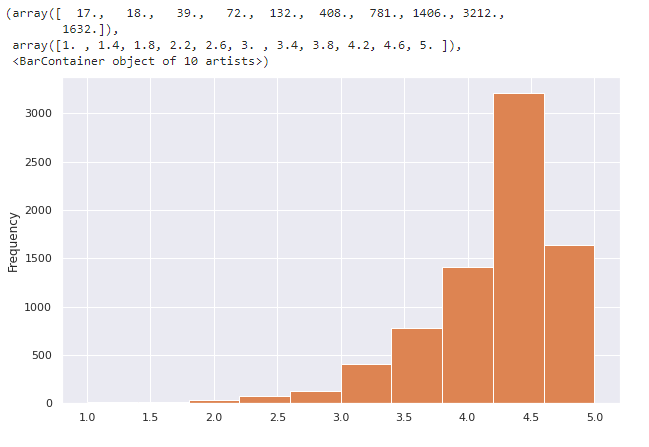 (array([  17.,   18.,   39.,   72.,  132.,  408.,  781., 1406., 3212.,
        1632.]),
 array([1. , 1.4, 1.8, 2.2, 2.6, 3. , 3.4, 3.8, 4.2, 4.6, 5. ]),
 <BarContainer object of 10 artists>)
3000
2500
2000
1500
1000
500
0
Frequency
1.0 1.5 2.0 2.5 3.0 3.5 4.0 4.5 5.0